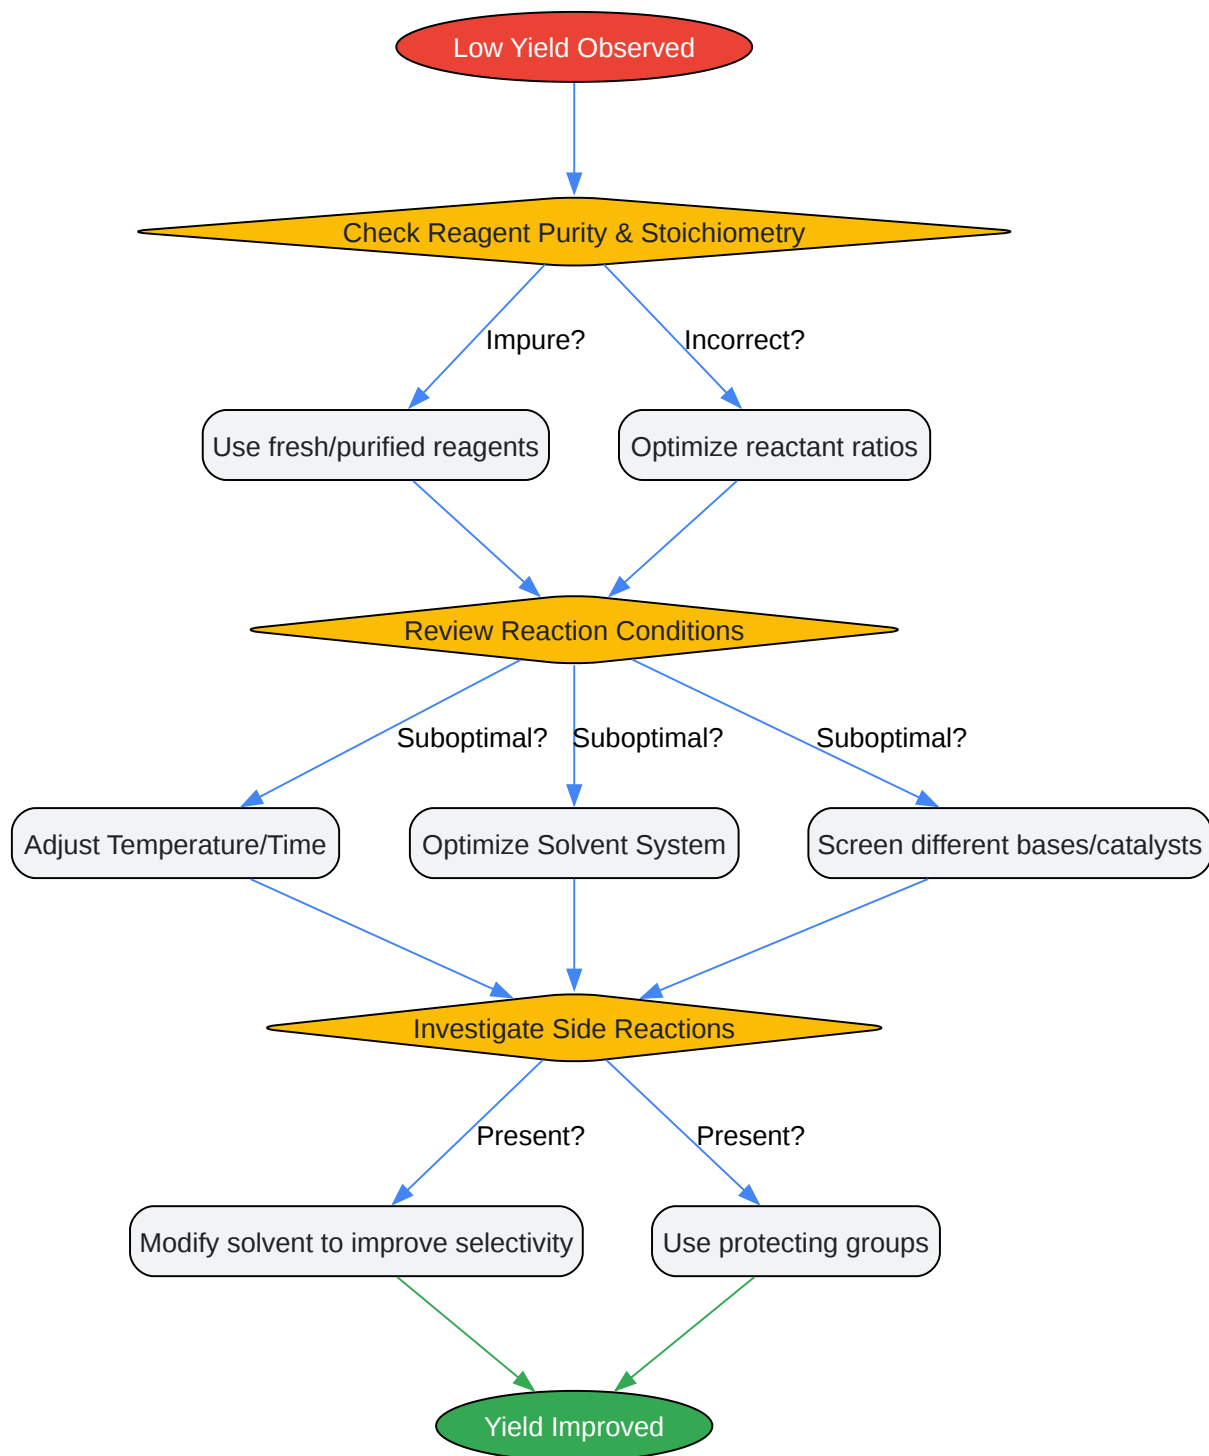 Low Yield Observed
Check Reagent Purity & Stoichiometry
Impure?
Incorrect?
Use fresh/purified reagents
Optimize reactant ratios
Review Reaction Conditions
Suboptimal?
Suboptimal?
Suboptimal?
Adjust Temperature/Time
Optimize Solvent System
Screen different bases/catalysts
Investigate Side Reactions
Present?
Present?
Modify solvent to improve selectivity
Use protecting groups
Yield Improved